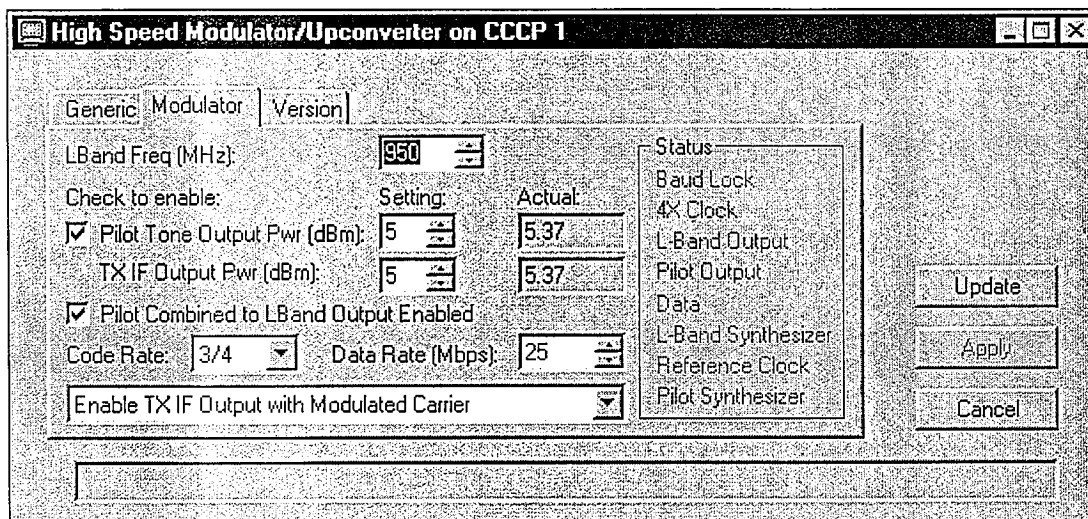 High Speed Modulator/Upconverter on CCCP 1
Generic Modulator Version
LBand Freq (MHz): 950
Check to enable: Setting: Actual:
Pilot Tone Output Pwr (dBm): 5 5.37
TX IF Output Pwr (dBm): 5 5.37
Pilot Combined to LBand Output Enabled
Code Rate: 3/4 Data Rate (Mbps): 25
Enable TX IF Output with Modulated Carrier
Status
Baud Lock
4X Clock
L-Band Output
Pilot Output
Data
L-Band Synthesizer
Reference Clock
Pilot Synthesizer
Update
Apply
Cancel